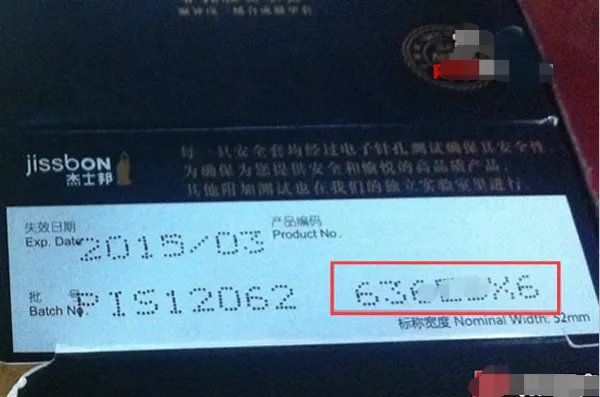 jissbon
杰士邦
每一只安全套均经过电子针孔测试确保其安全性。
为确保为您提供安全和愉悦的高品质产品,
其他附加测试也在我们的独立实验室里进行。
失效日期
Exp. Date
2015/03
产品编码
Product No.
批 号
Batch No.
PIS12062
636 X6
标称宽度 Nominal Width: 52mm